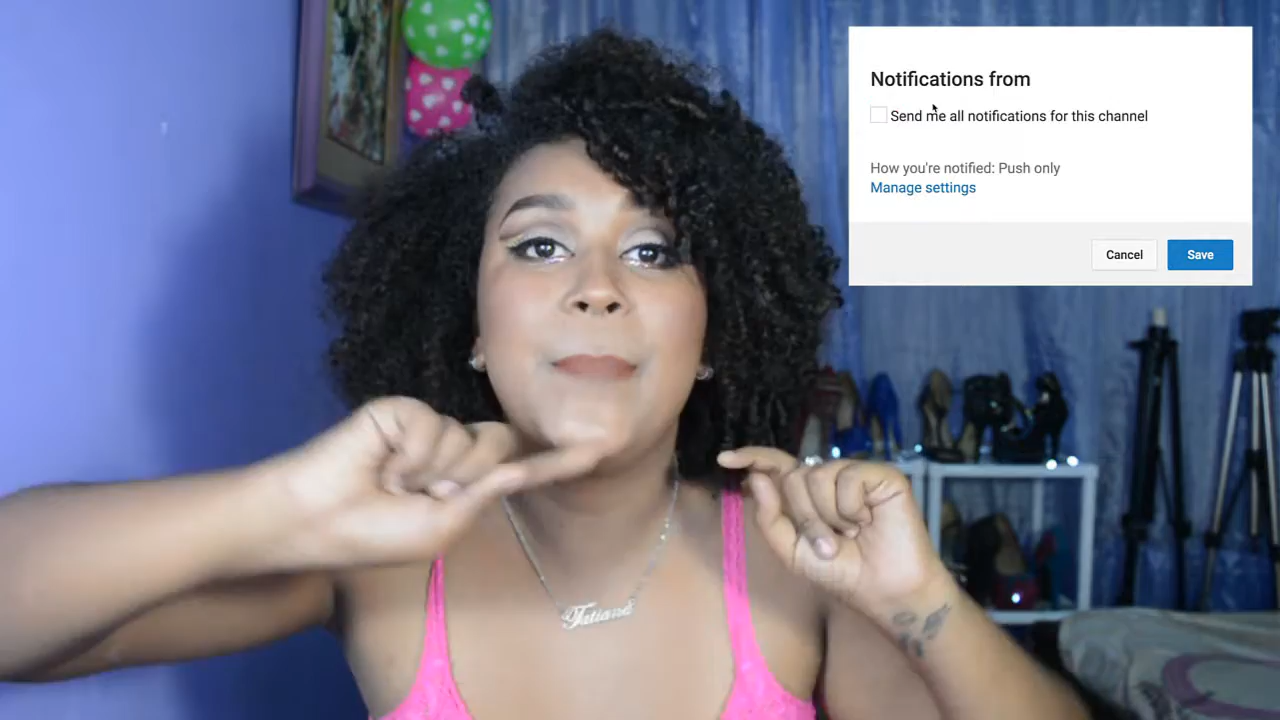 Notifications from
Send me all notifications for this channel
How you're notified: Push only
Manage settings
Cancel
Save
Tatiana